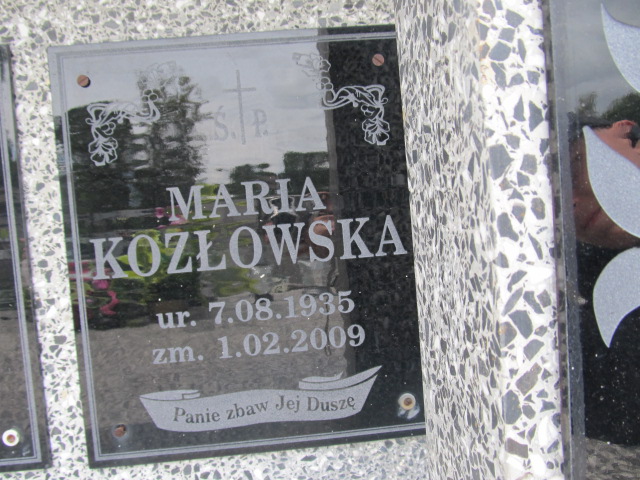 Ś. P.
MARIA
KOZŁOWSKA
ur. 7.08.1935
zm. 1.02.2009
Panie zbaw Jej Duszę